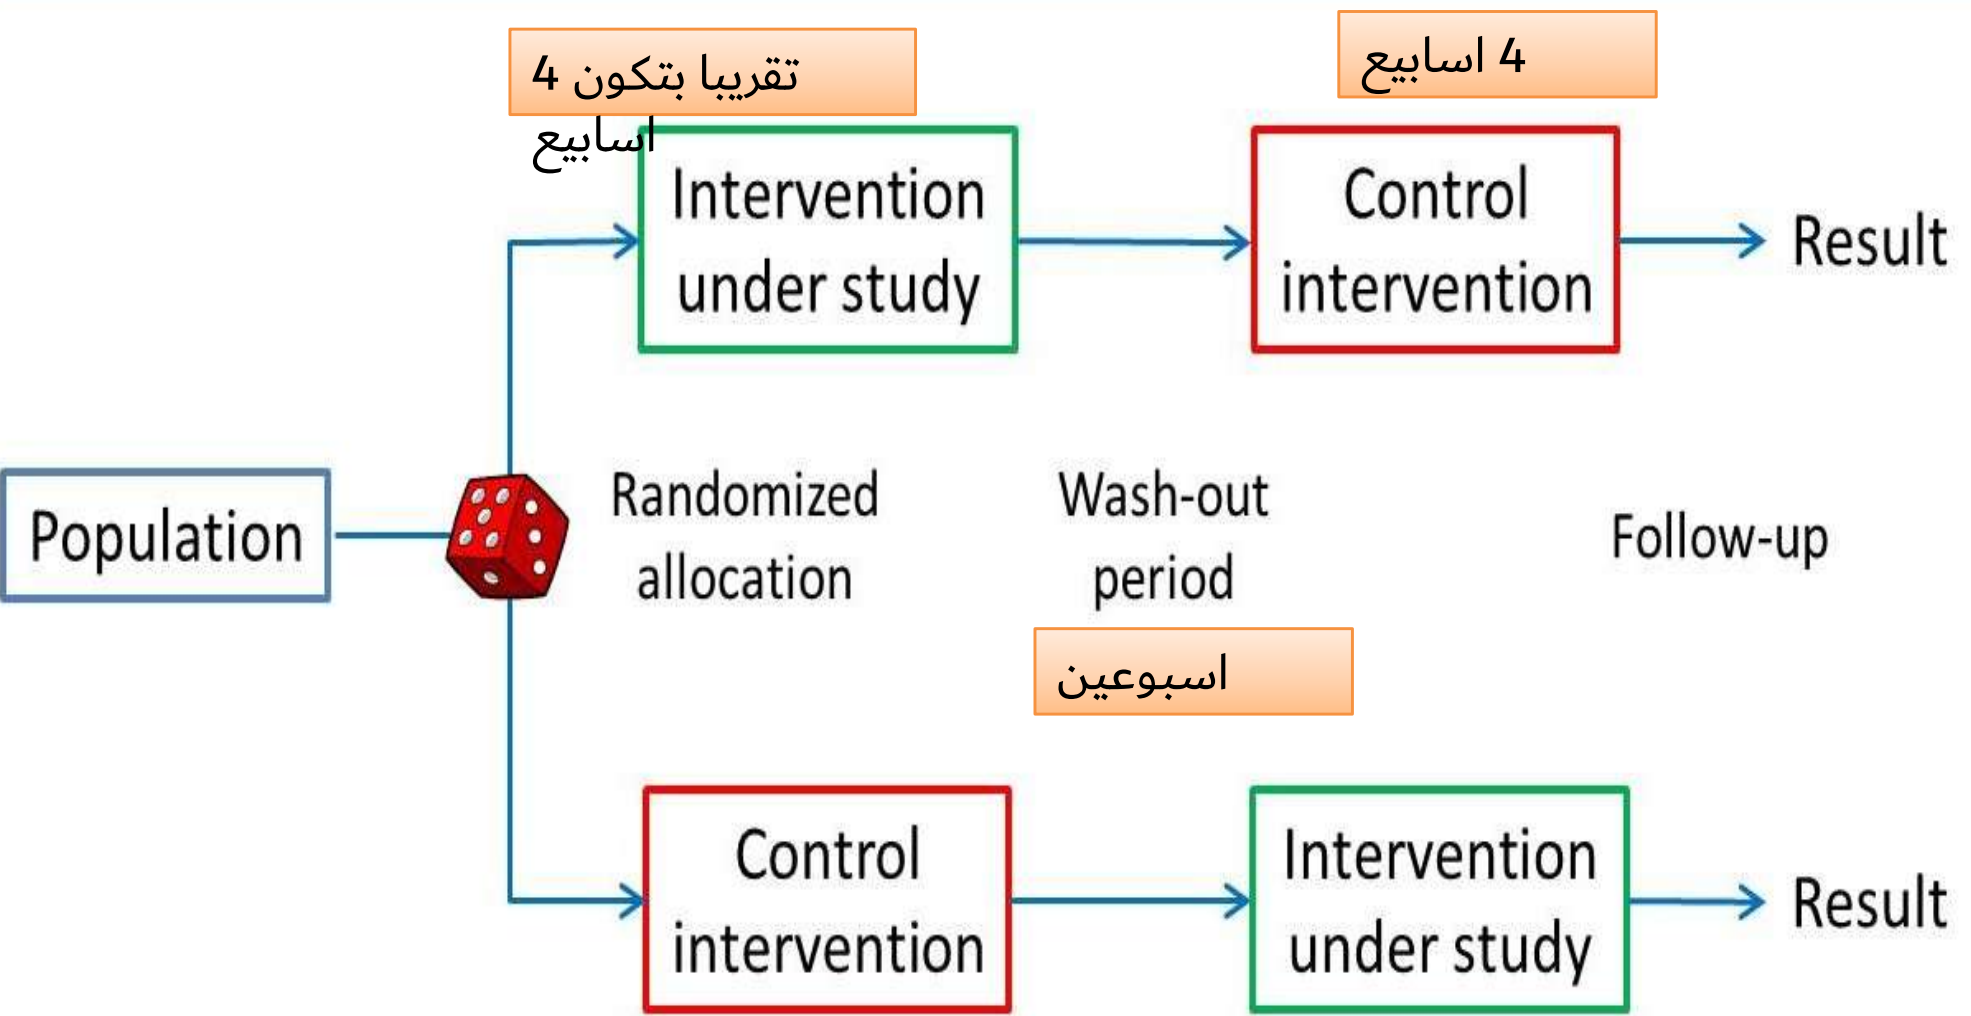 تقريبا بتكون 4
اسابيع
4 اسابيع
Intervention
under study
Control
intervention
Result
Population
Randomized
allocation
Wash-out
period
Follow-up
اسبوعين
Control
intervention
Intervention
under study
Result